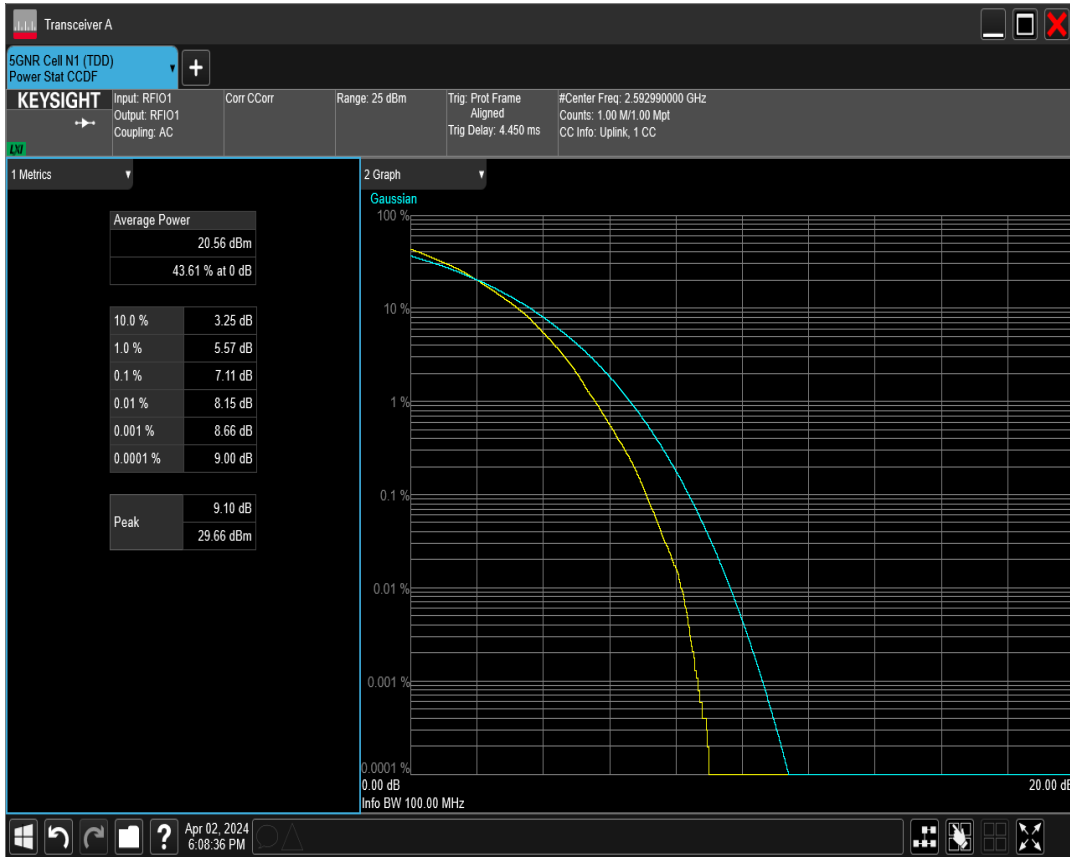 Transceiver A
5GNR Cell N1 (TDD)
Power Stat CCDF
+
KEYSIGHT
LXI
Input: RFIO1
Output: RFIO1
Coupling: AC
Corr CCorr
Range: 25 dBm
Trig: Prot Frame
Aligned
Trig Delay: 4.450 ms
#Center Freq: 2.592990000 GHz
Counts: 1.00 M/1.00 Mpt
CC Info: Uplink, 1 CC
1 Metrics
Average Power
20.56 dBm
43.61 % at 0 dB
10.0 % 3.25 dB
1.0 % 5.57 dB
0.1 % 7.11 dB
0.01 % 8.15 dB
0.001 % 8.66 dB
0.0001 % 9.00 dB
Peak
9.10 dB
29.66 dBm
2 Graph
Gaussian
100 %
10 %
1 %
0.1 %
0.01 %
0.001 %
0.0001 %
0.00 dB 20.00 dB
Info BW 100.00 MHz
?
Apr 02, 2024
6:08:36 PM